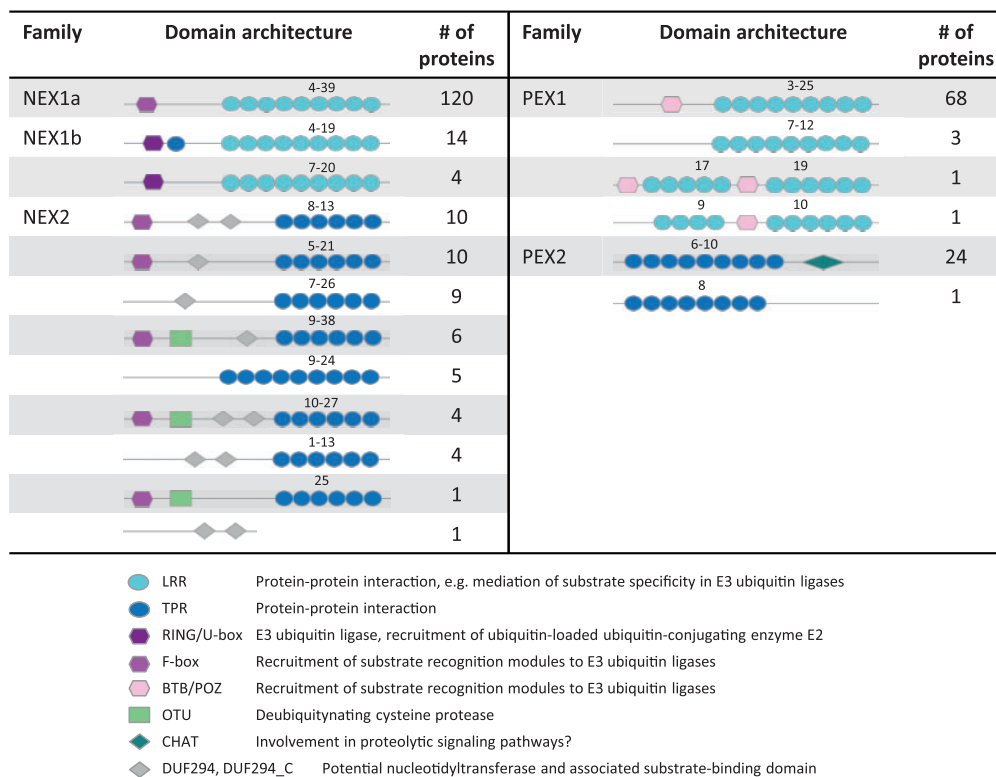 Family Domain architecture # of proteins
NEX1a 4-39 120
NEX1b 4-19 14
7-20 4
NEX2 8-13 10
5-21 10
7-26 9
9-38 6
9-24 5
10-27 4
1-13 4
25 1
1
Family Domain architecture # of proteins
PEX1 3-25 68
7-12 3
17 19 1
9 10 1
PEX2 6-10 24
8 1
LRR Protein-protein interaction, e.g. mediation of substrate specificity in E3 ubiquitin ligases
TPR Protein-protein interaction
RING/U-box E3 ubiquitin ligase, recruitment of ubiquitin-loaded ubiquitin-conjugating enzyme E2
F-box Recruitment of substrate recognition modules to E3 ubiquitin ligases
BTB/POZ Recruitment of substrate recognition modules to E3 ubiquitin ligases
OTU Deubiquitynating cysteine protease
CHAT Involvement in proteolytic signaling pathways?
DUF294, DUF294_C Potential nucleotidyltransferase and associated substrate-binding domain